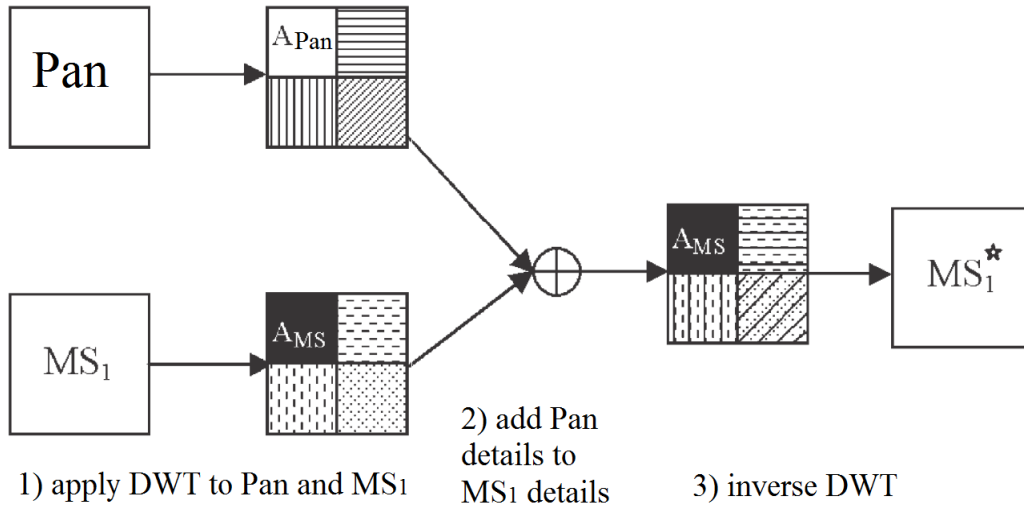 Pan
A Pan
MS1
AMS
AMS
MS1*
1) apply DWT to Pan and MS1
2) add Pan
details to
MS1 details
3) inverse DWT